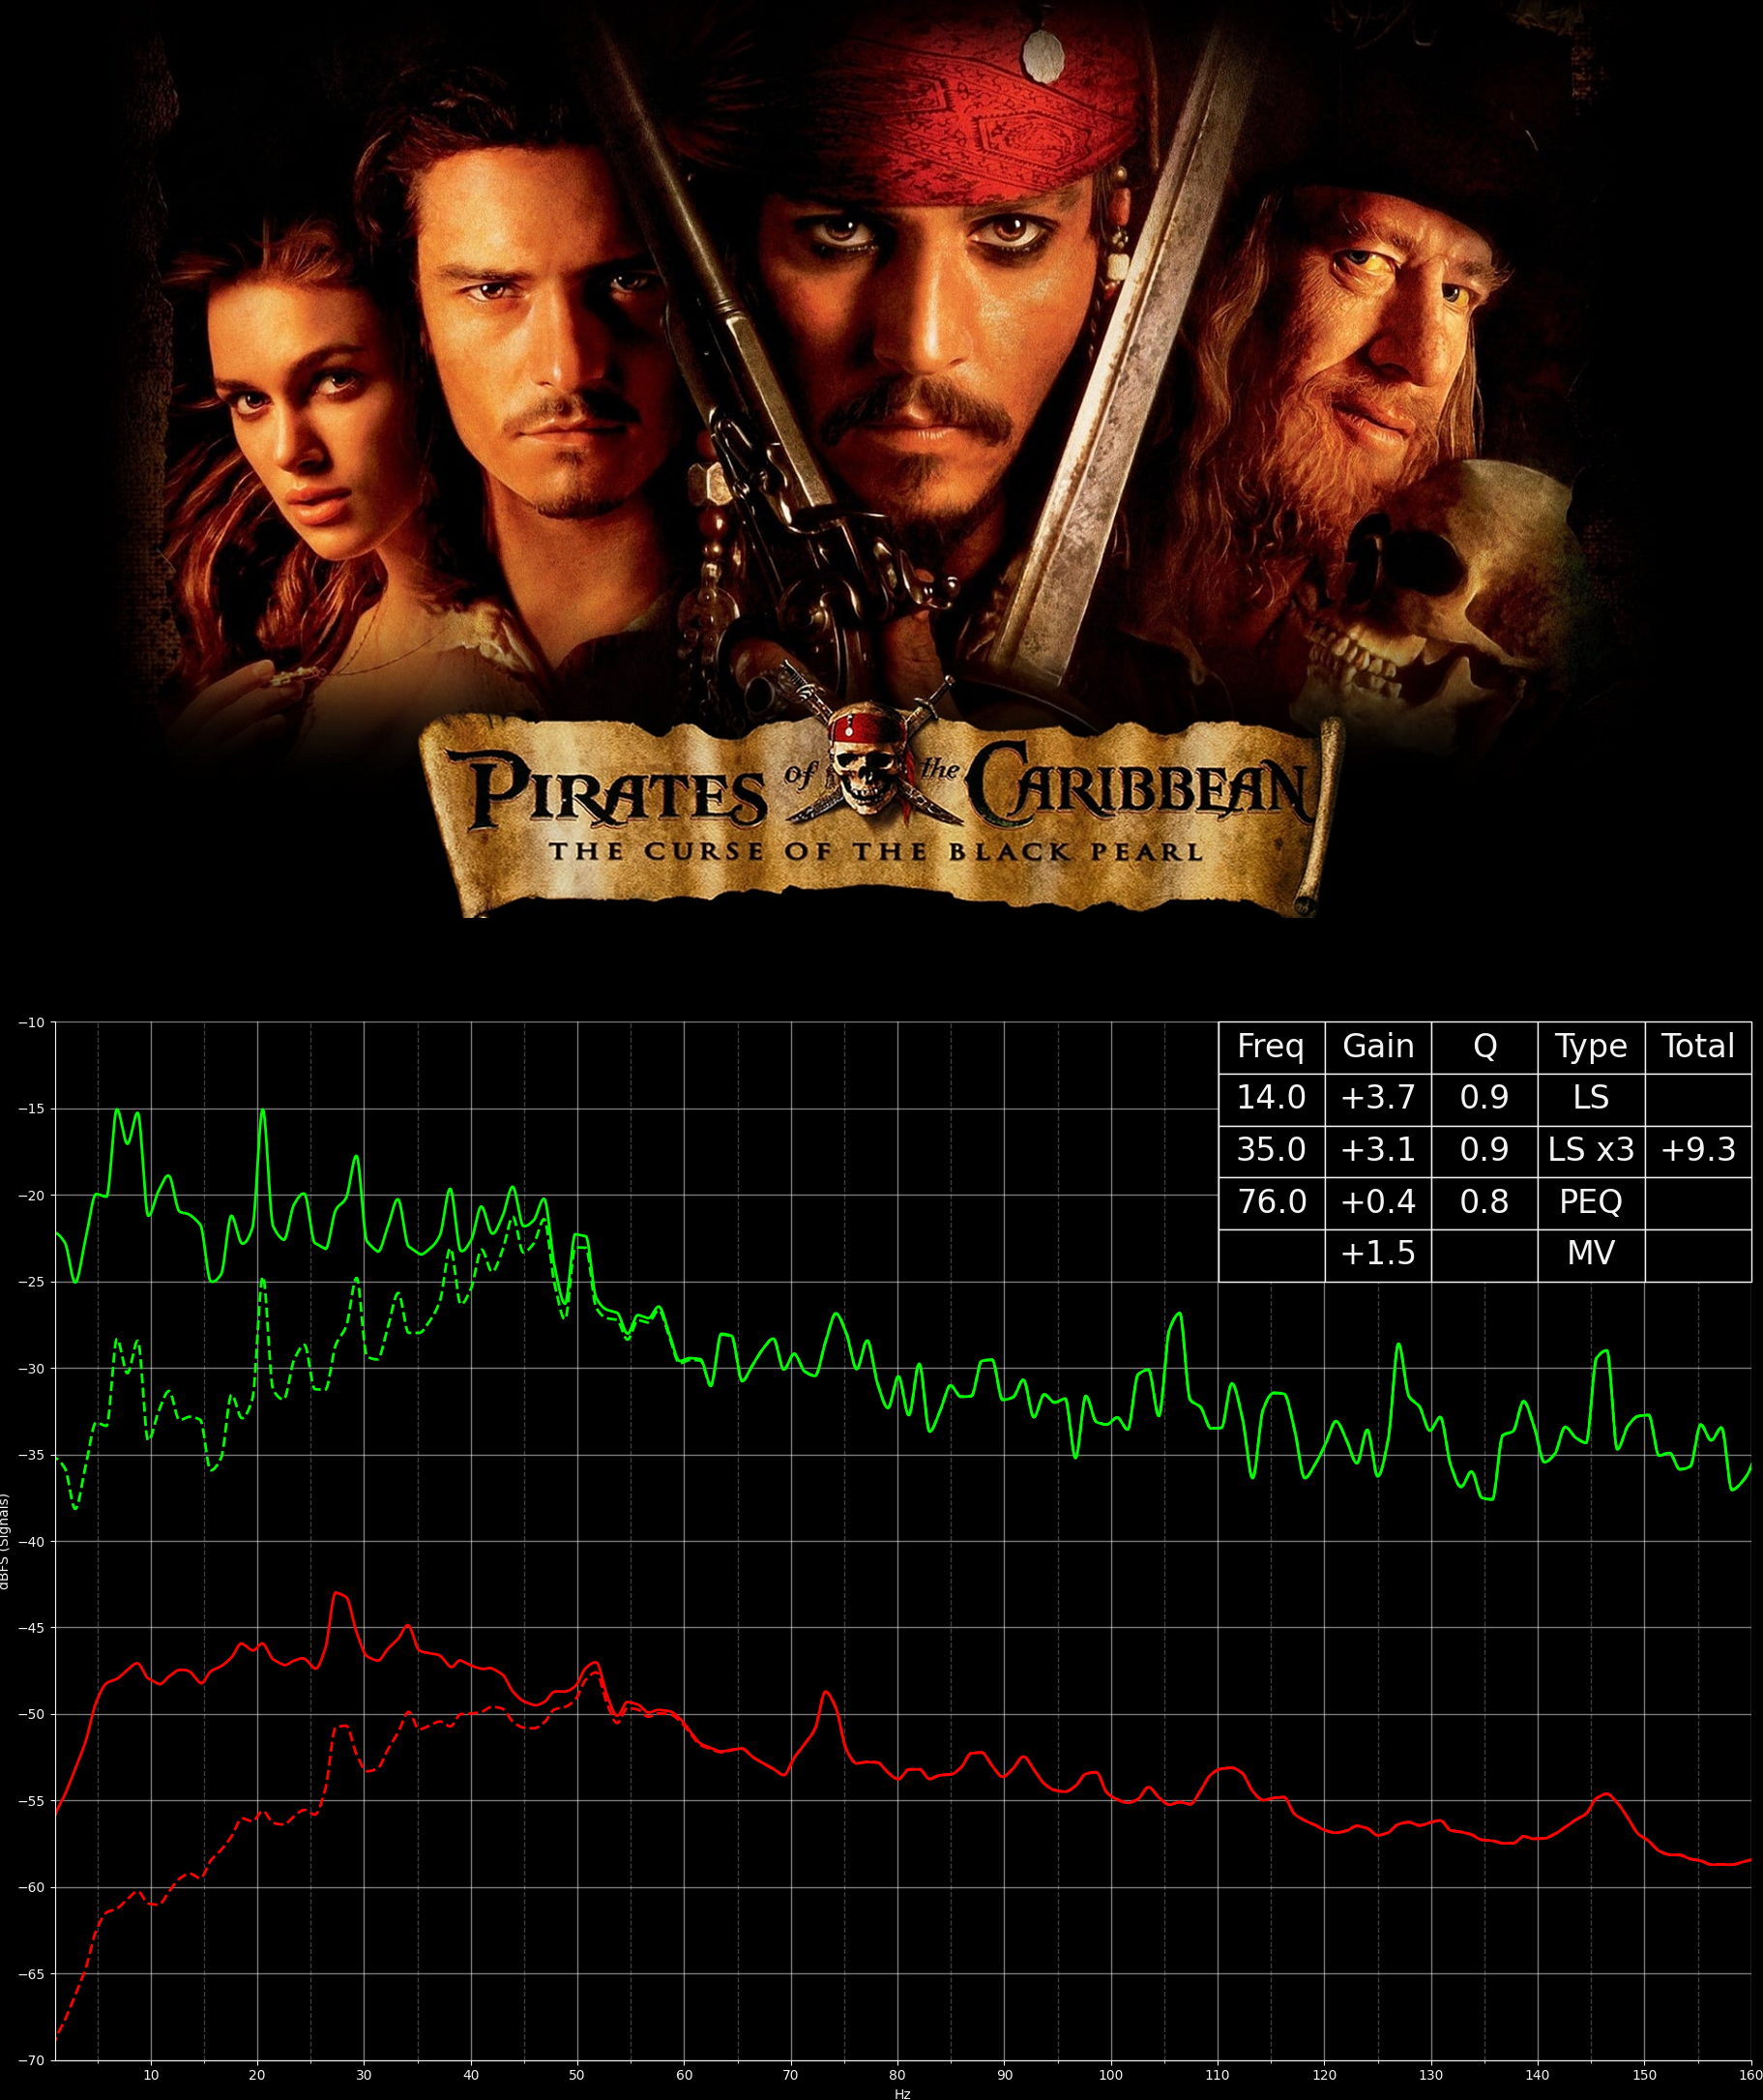 PIRATES of the CARIBBEAN
THE CURSE OF THE BLACK PEARL
Freq Gain Q Type Total
14.0 +3.7 0.9 LS
35.0 +3.1 0.9 LS x3 +9.3
76.0 +0.4 0.8 PEQ
+1.5 MV
−10
−15
−20
−25
−30
−35
−40
−45
−50
−55
−60
−65
−70
dBFS (Signals)
10 20 30 40 50 60 70 80 90 100 110 120 130 140 150 160
Hz